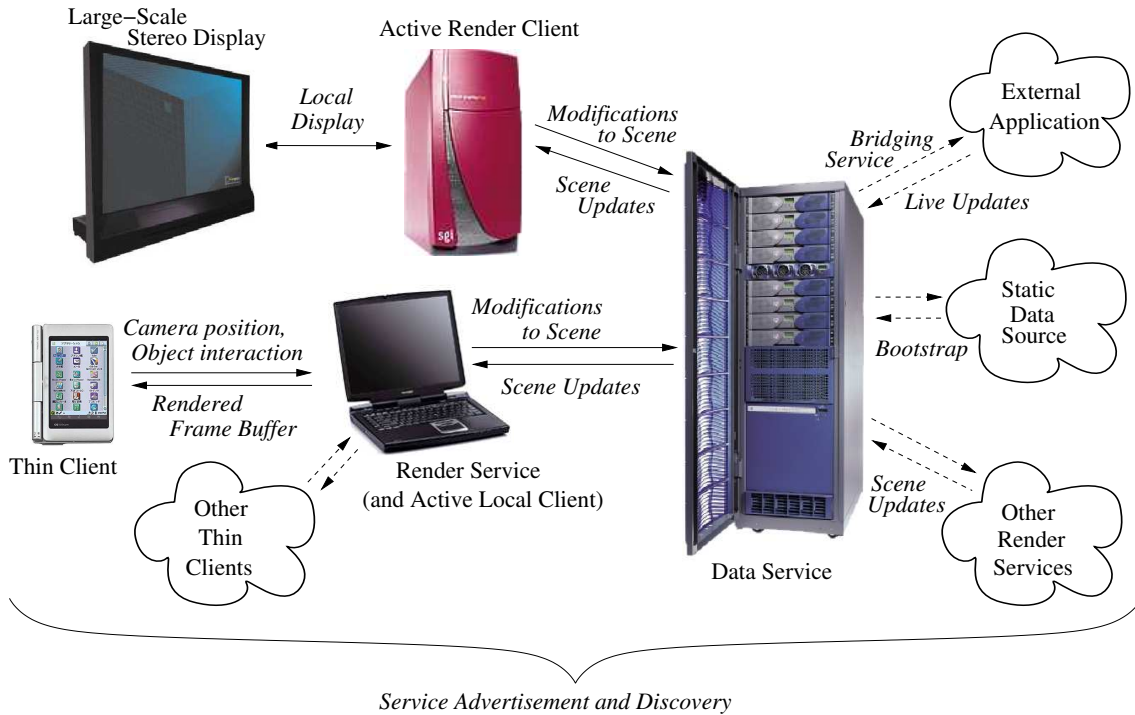 Large-Scale
Stereo Display
Active Render Client
Local
Display
Modifications
to Scene
Scene
Updates
sgi
Bridging
Service
Live Updates
External
Application
Static
Data
Source
Bootstrap
Camera position,
Object interaction
Rendered
Frame Buffer
Thin Client
Modifications
to Scene
Scene Updates
Render Service
(and Active Local Client)
Other
Thin
Clients
Data Service
Scene
Updates
Other
Render
Services
Service Advertisement and Discovery